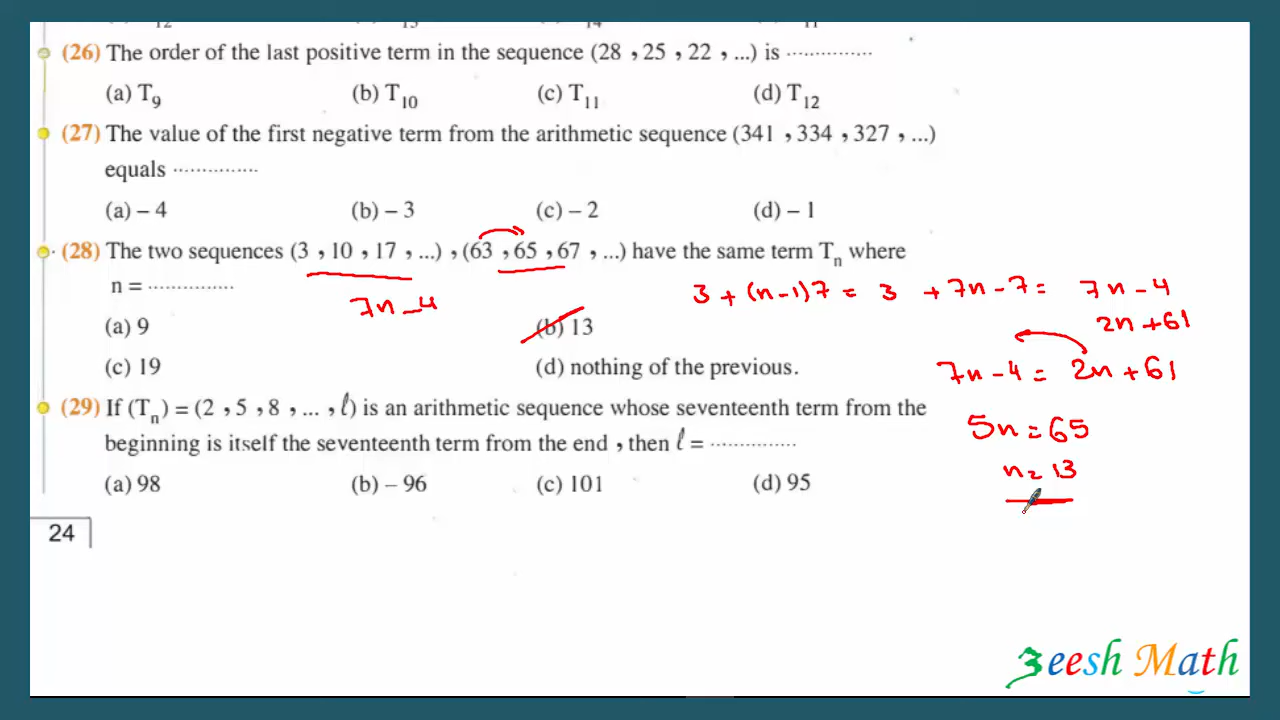 (26) The order of the last positive term in the sequence (28 , 25 , 22 , ...) is ...............
(a) T9 (b) T10 (c) T11 (d) T12
(27) The value of the first negative term from the arithmetic sequence (341 , 334 , 327 , ...)
equals ...............
(a) – 4 (b) – 3 (c) – 2 (d) – 1
(28) The two sequences (3 , 10 , 17 , ...) , (63 , 65 , 67 , ...) have the same term Tn where
n = ...............
7n – 4
3 + (n – 1) 7 = 3 + 7n – 7 = 7n – 4
2n + 61
(a) 9 (b) 13
(c) 19 (d) nothing of the previous.
7n – 4 = 2n + 61
5n = 65
n = 13
(29) If (Tn) = (2 , 5 , 8 , ... , ℓ) is an arithmetic sequence whose seventeenth term from the
beginning is itself the seventeenth term from the end , then ℓ = ...............
(a) 98 (b) – 96 (c) 101 (d) 95
24
3eesh Math